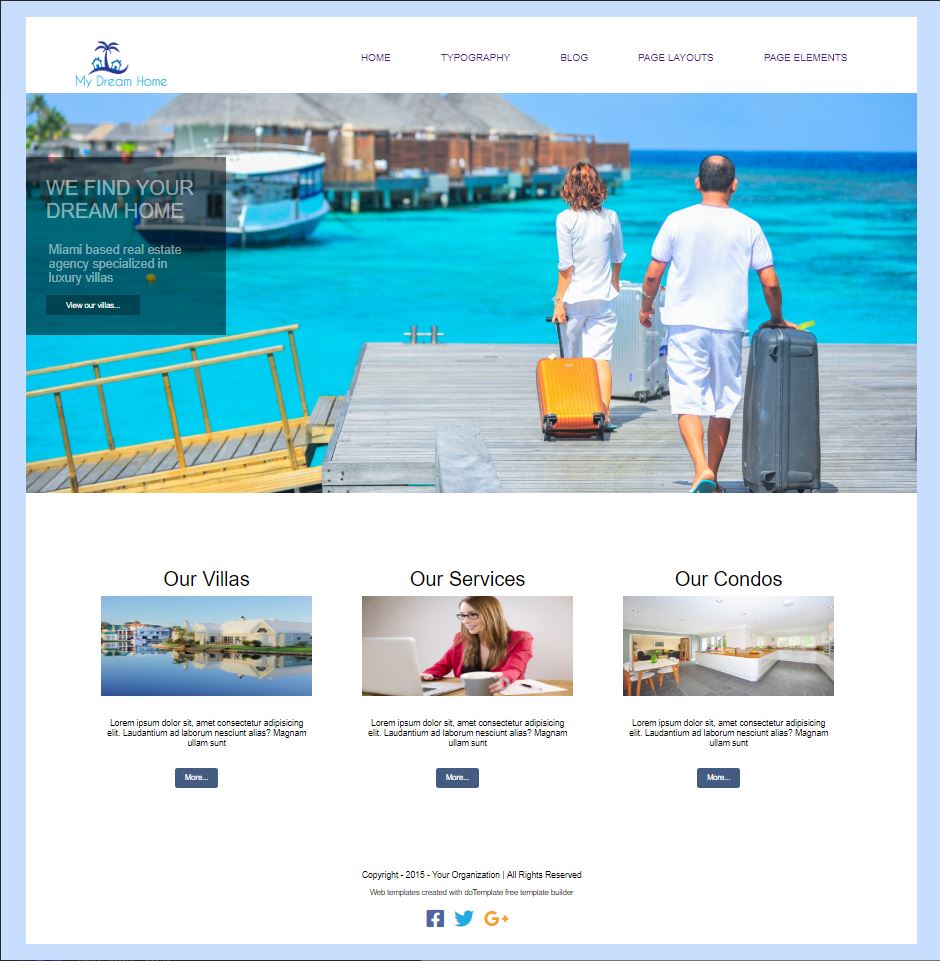 My Dream Home
HOME TYPOGRAPHY BLOG PAGE LAYOUTS PAGE ELEMENTS
WE FIND YOUR
DREAM HOME
Miami based real estate
agency specialized in
luxury villas
View our villas...
Our Villas
Lorem ipsum dolor sit, amet consectetur adipisicing
elit. Laudantium ad laborum nesciunt alias? Magnam
ullam sunt
More...
Our Services
Lorem ipsum dolor sit, amet consectetur adipisicing
elit. Laudantium ad laborum nesciunt alias? Magnam
ullam sunt
More...
Our Condos
Lorem ipsum dolor sit, amet consectetur adipisicing
elit. Laudantium ad laborum nesciunt alias? Magnam
ullam sunt
More...
Copyright - 2015 - Your Organization | All Rights Reserved
Web templates created with doTemplate free template builder
G+